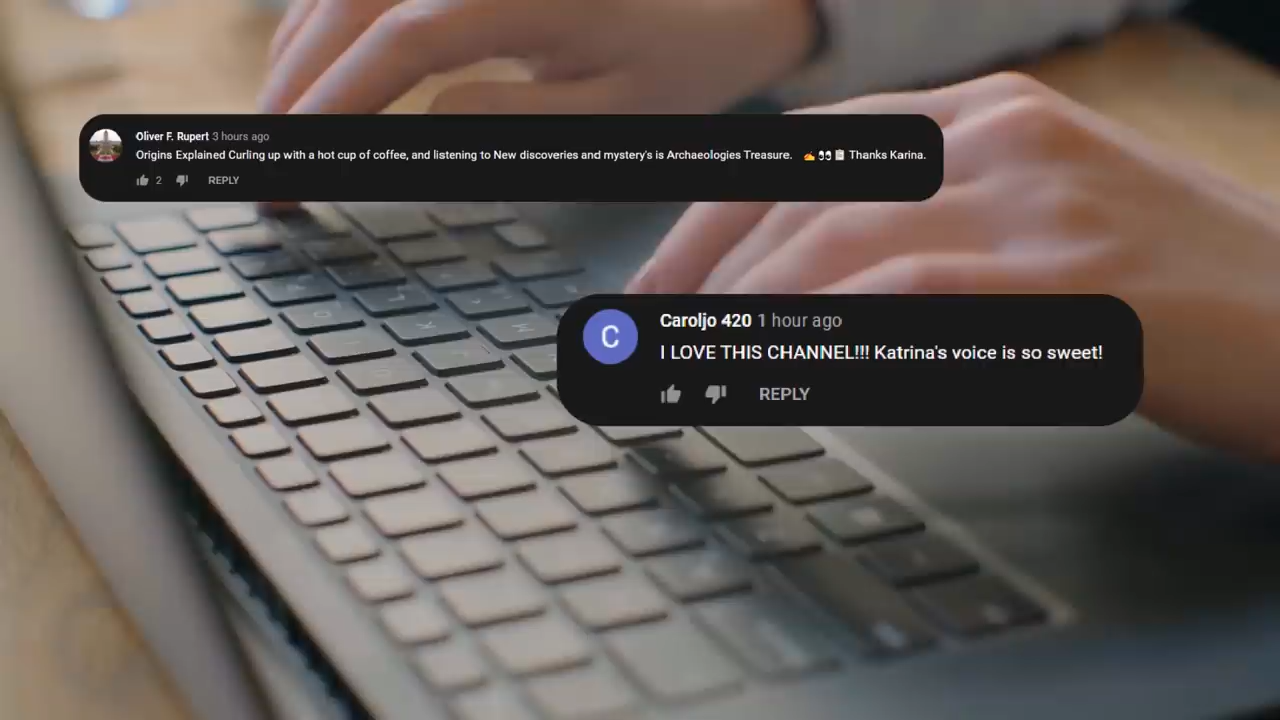 Oliver F. Rupert 3 hours ago
Origins Explained Curling up with a hot cup of coffee, and listening to New discoveries and mystery's is Archaeologies Treasure. ✍️👀📋 Thanks Karina.
2 REPLY
C
Caroljo 420 1 hour ago
I LOVE THIS CHANNEL!!! Katrina's voice is so sweet!
REPLY